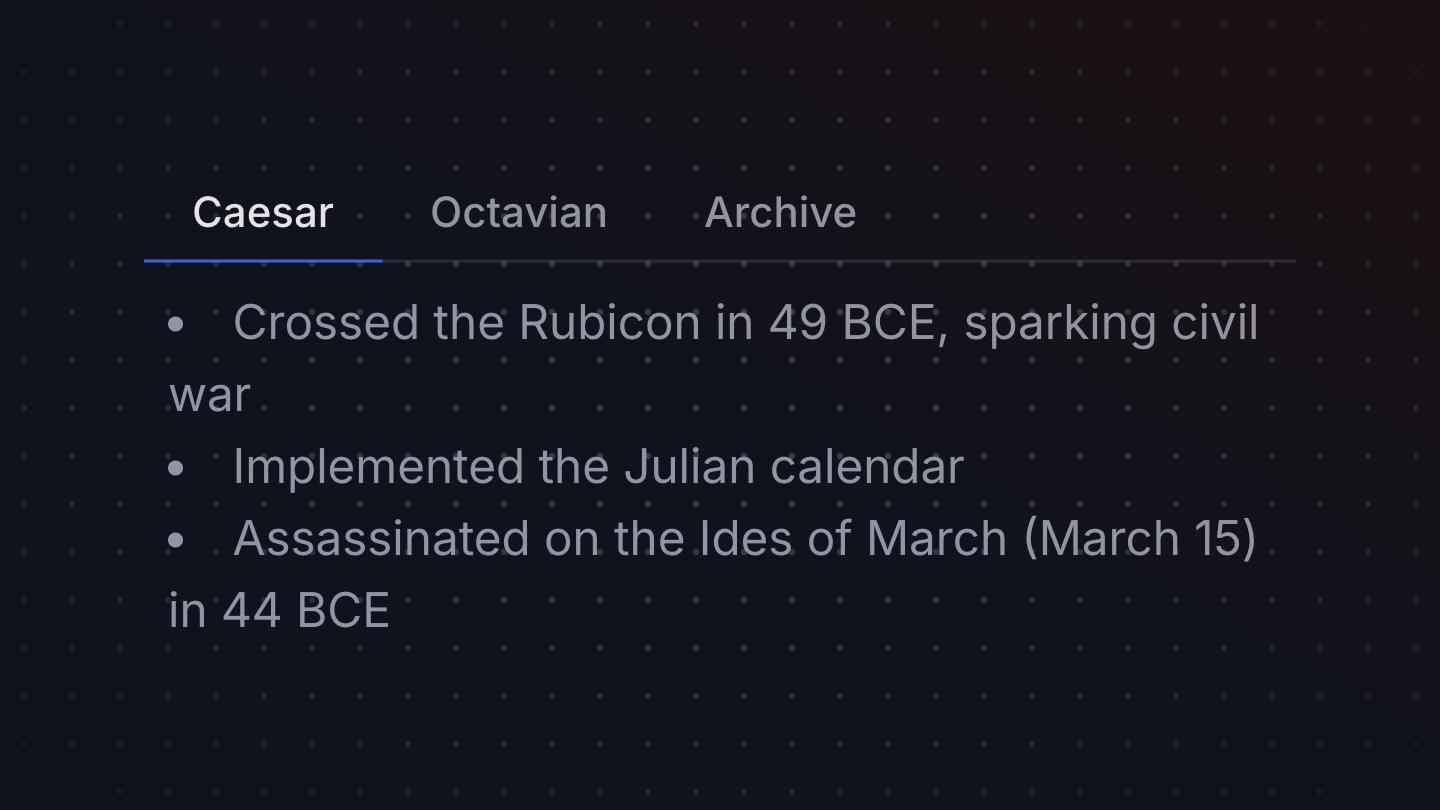 Caesar Octavian Archive
• Crossed the Rubicon in 49 BCE, sparking civil
war
• Implemented the Julian calendar
• Assassinated on the Ides of March (March 15)
in 44 BCE